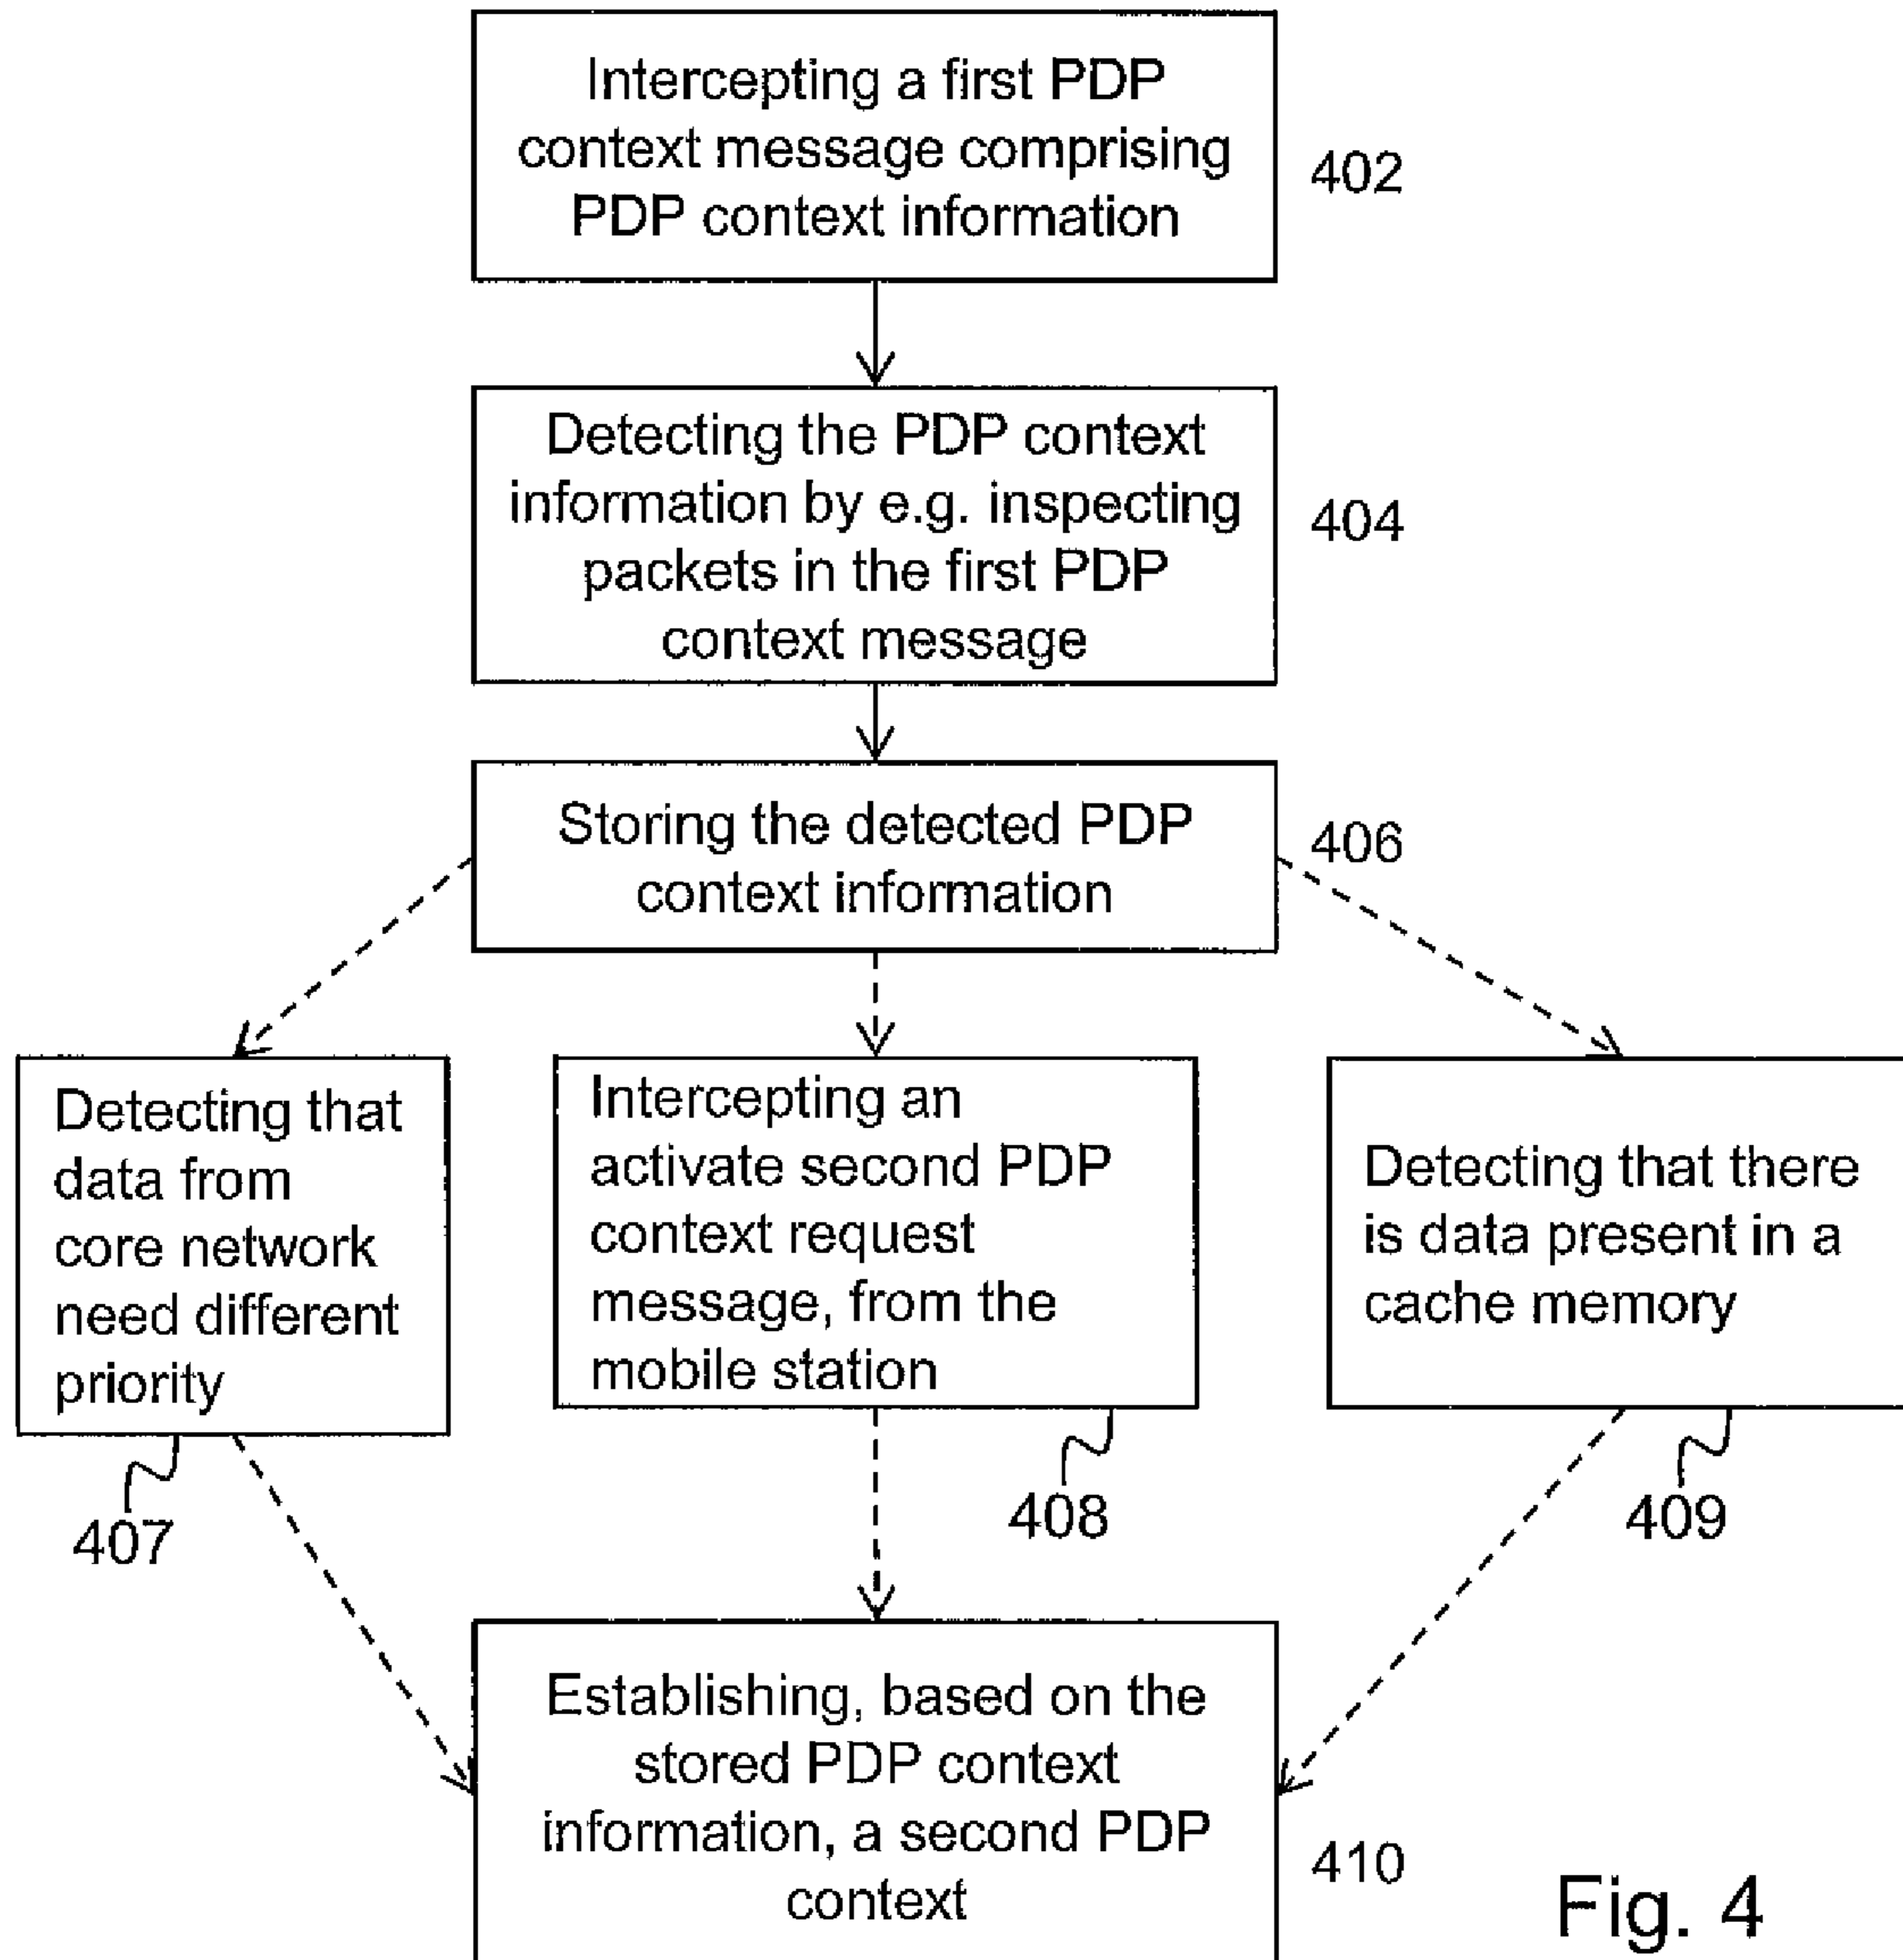 Intercepting a first PDP
context message comprising
PDP context information
402
Detecting the PDP context
information by e.g. inspecting
packets in the first PDP
context message
404
Storing the detected PDP
context information
406
Detecting that
data from
core network
need different
priority
407
Intercepting an
activate second PDP
context request
message, from the
mobile station
408
Detecting that there
is data present in a
cache memory
409
Establishing, based on the
stored PDP context
information, a second PDP
context
410
Fig. 4